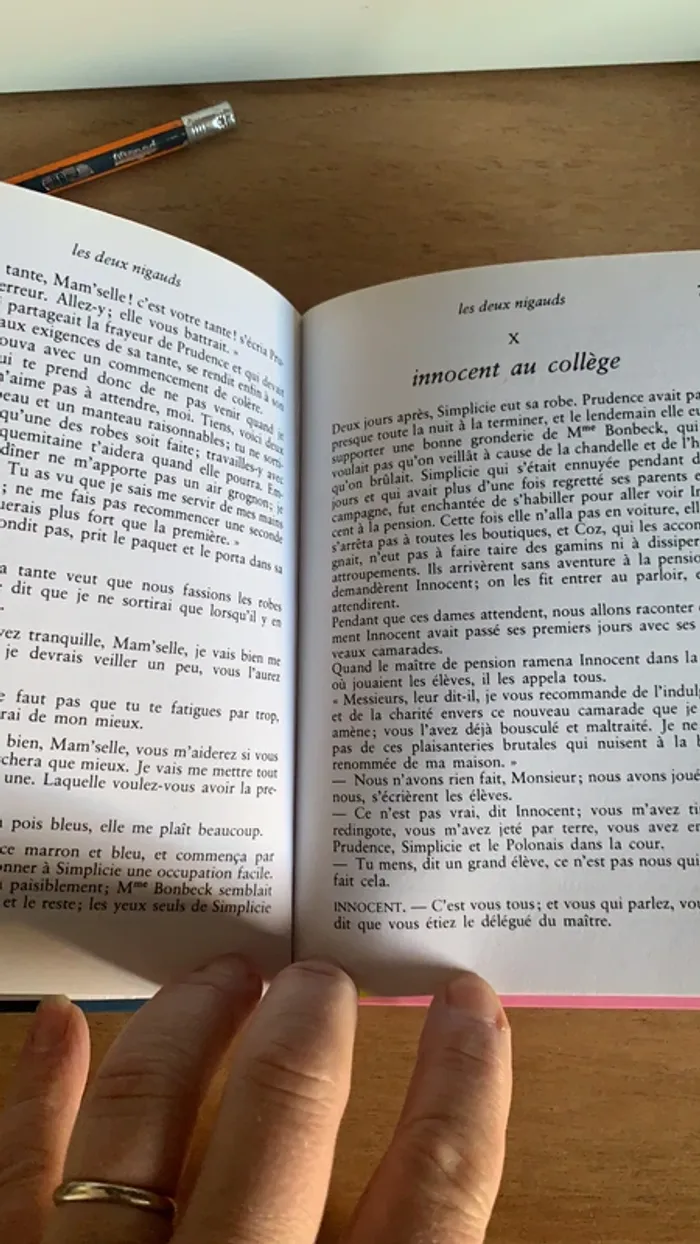 les deux nigauds
tante, Mam'selle! c'est votre tante! s'écria Pru-
erreur. Allez-y; elle vous battrait. »
partageait la frayeur de Prudence et qui devait
aux exigences de sa tante, se rendit enfin à son
ouva avec un commencement de colère.
ui te prend donc de ne pas venir quand je
n'aime pas à attendre, moi. Tiens, voici deux
peau et un manteau raisonnables; tu ne sorti-
qu'une des robes soit faite; travailles-y avec
quemitaine t'aidera quand elle pourra. Em-
dîner ne m'apporte pas un air grognon; je
Tu as vu que je sais me servir de mes mains
; ne me fais pas recommencer une seconde
uerais plus fort que la première. »
ondit pas, prit le paquet et le porta dans sa
a tante veut que nous fassions les robes
dit que je ne sortirai que lorsqu'il y en
vez tranquille, Mam'selle, je vais bien me
je devrais veiller un peu, vous l'aurez
e faut pas que tu te fatigues par trop,
rai de mon mieux.
bien, Mam'selle, vous m'aiderez si vous
chera que mieux. Je vais me mettre tout
une. Laquelle voulez-vous avoir la pre-
pois bleus, elle me plaît beaucoup.
ce marron et bleu, et commença par
onner à Simplicie une occupation facile.
paisiblement; Mme Bonbeck semblait
et le reste; les yeux seuls de Simplicie
les deux nigauds
X
innocent au collège
Deux jours après, Simplicie eut sa robe. Prudence avait pa
presque toute la nuit à la terminer, et le lendemain elle eu
supporter une bonne gronderie de Mme Bonbeck, qui
voulait pas qu'on veillât à cause de la chandelle et de l'h
qu'on brûlait. Simplicie qui s'était ennuyée pendant d
jours et qui avait plus d'une fois regretté ses parents e
campagne, fut enchantée de s'habiller pour aller voir In
cent à la pension. Cette fois elle n'alla pas en voiture, ell
s'arrêta pas à toutes les boutiques, et Coz, qui les accom
gnait, n'eut pas à faire taire des gamins ni à dissiper
attroupements. Ils arrivèrent sans aventure à la pensio
demandèrent Innocent; on les fit entrer au parloir, e
attendirent.
Pendant que ces dames attendent, nous allons raconter
ment Innocent avait passé ses premiers jours avec ses
veaux camarades.
Quand le maître de pension ramena Innocent dans la
où jouaient les élèves, il les appela tous.
« Messieurs, leur dit-il, je vous recommande de l'indulg
et de la charité envers ce nouveau camarade que je
amène; vous l'avez déjà bousculé et maltraité. Je ne
pas de ces plaisanteries brutales qui nuisent à la b
renommée de ma maison. »
— Nous n'avons rien fait, Monsieur; nous avons joué
nous, s'écrièrent les élèves.
— Ce n'est pas vrai, dit Innocent; vous m'avez ti
redingote, vous m'avez jeté par terre, vous avez en
Prudence, Simplicie et le Polonais dans la cour.
— Tu mens, dit un grand élève, ce n'est pas nous qui
fait cela.
INNOCENT. — C'est vous tous; et vous qui parlez, vou
dit que vous étiez le délégué du maître.